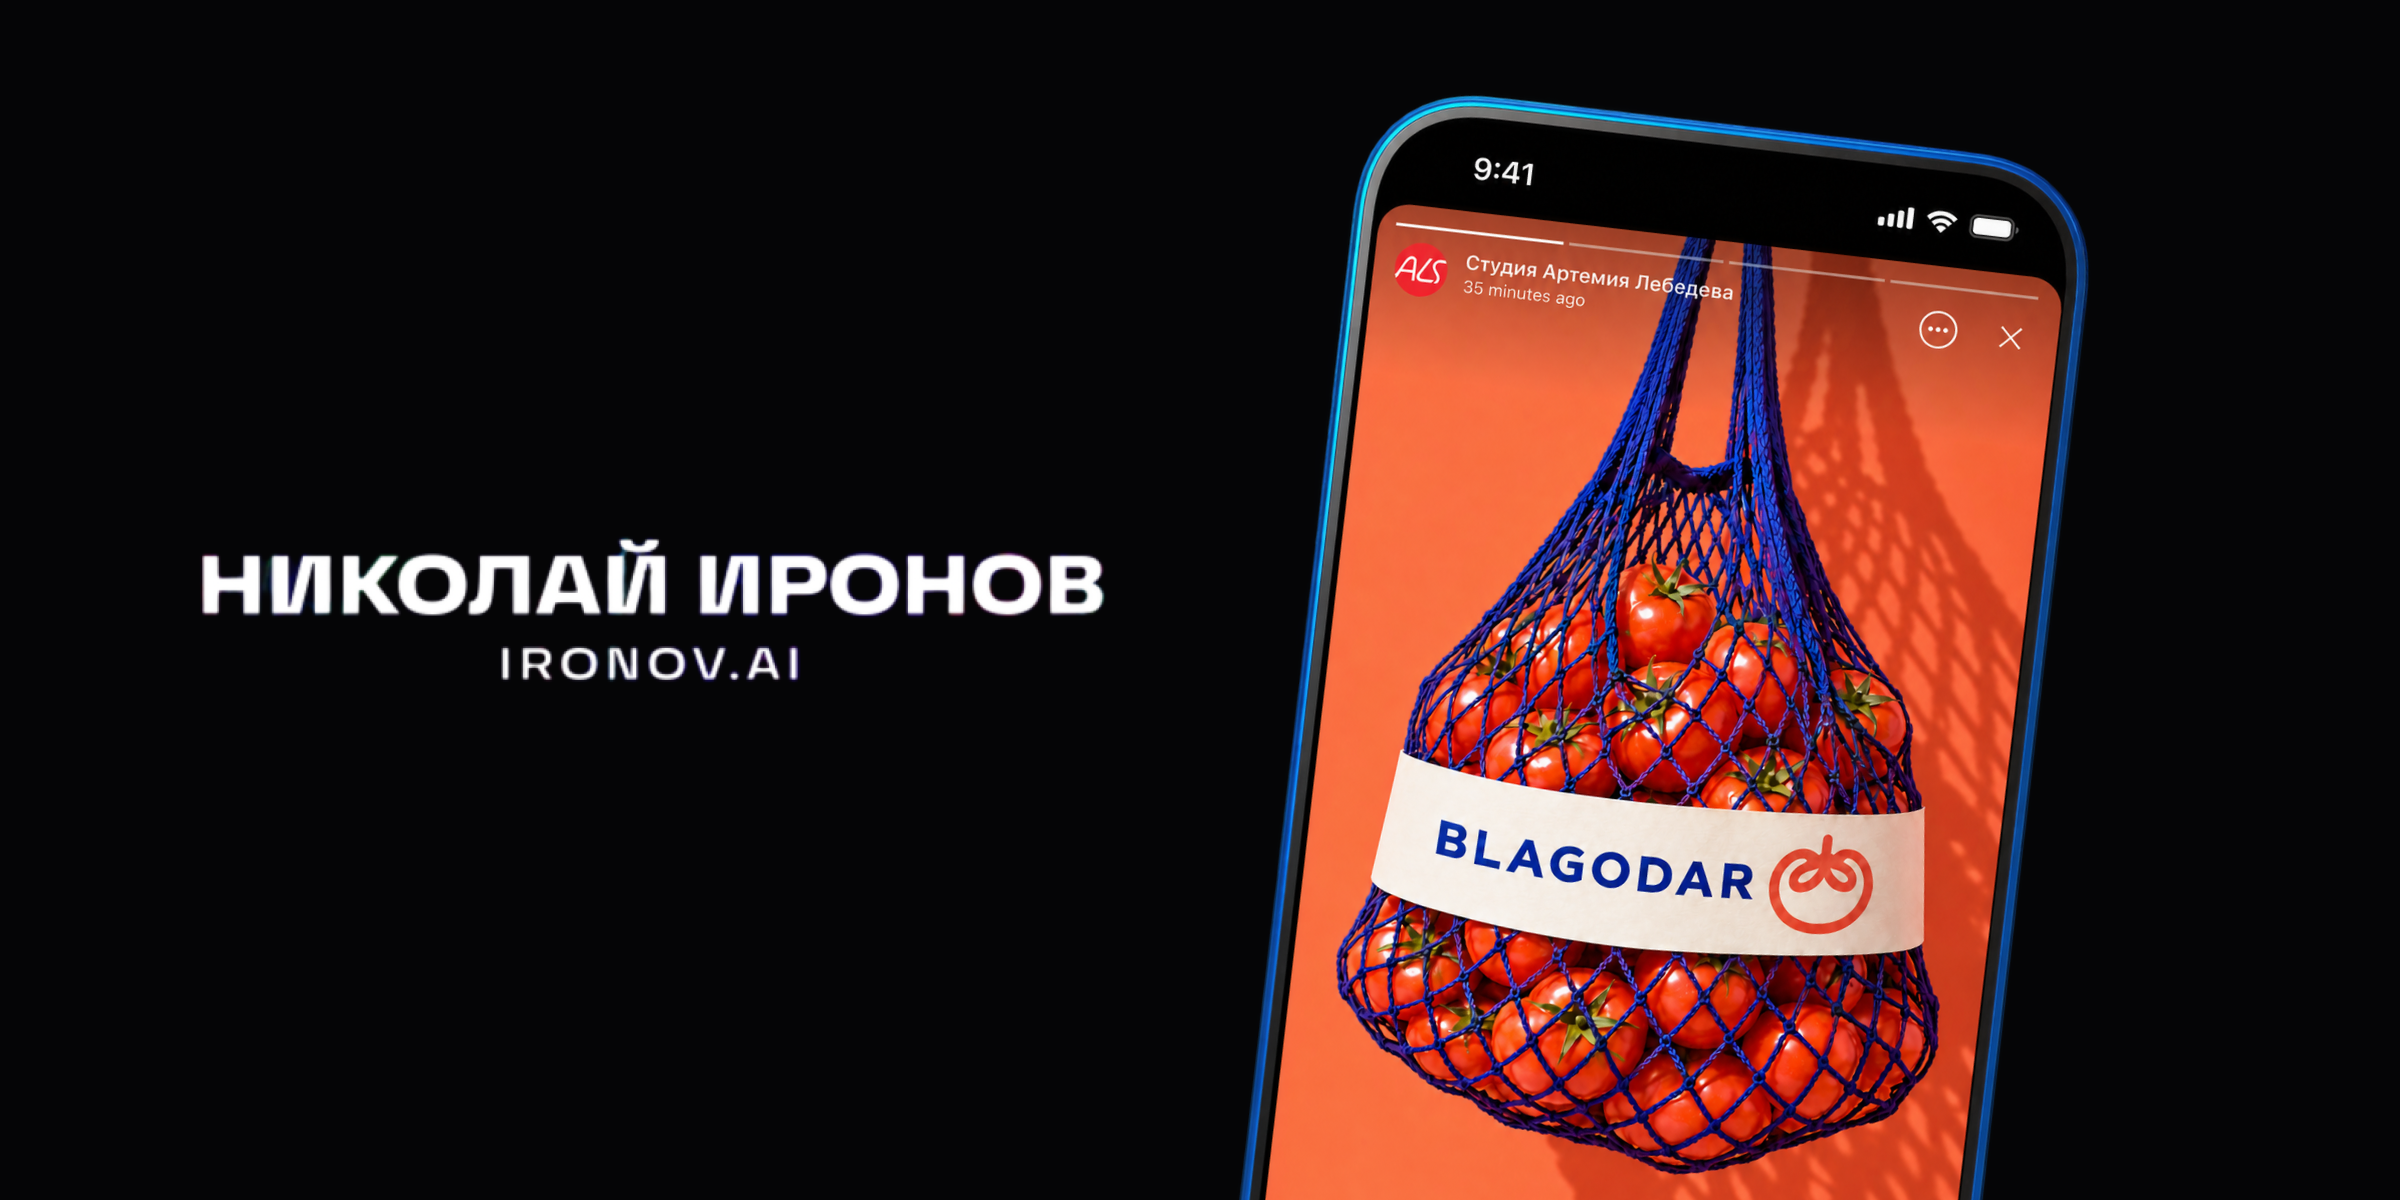 НИКОЛАЙ ИРОНОВ
IRONOV.AI
9:41
ALS
Студия Артемия Лебедева
35 minutes ago
BLAGODAR